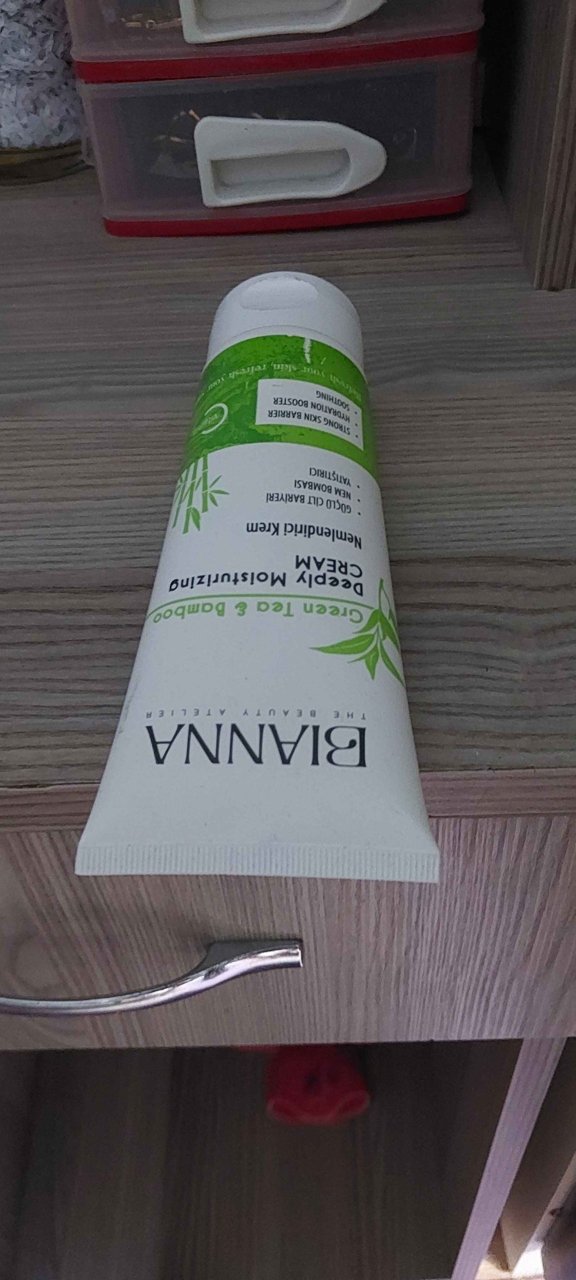 BIANNA
THE BEAUTY ATELIER
Green Tea & Bamboo
Deeply Moisturizing
CREAM
Nemlendirici Krem
• GÜÇLÜ CİLT BARİYERİ
• NEM BOMBASI
• YATIŞTIRICI
• STRONG SKIN BARRIER
• HYDRATION BOOSTER
• SOOTHING
Refresh your skin, refresh your